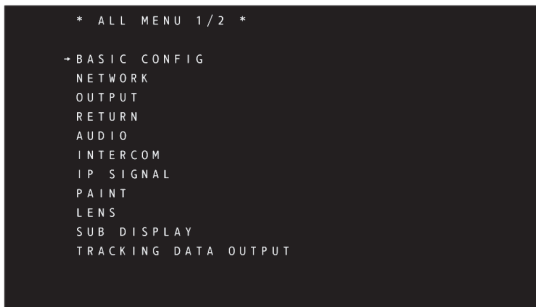 * ALL MENU 1/2 *
→BASIC CONFIG
NETWORK
OUTPUT
RETURN
AUDIO
INTERCOM
IP SIGNAL
PAINT
LENS
SUB DISPLAY
TRACKING DATA OUTPUT